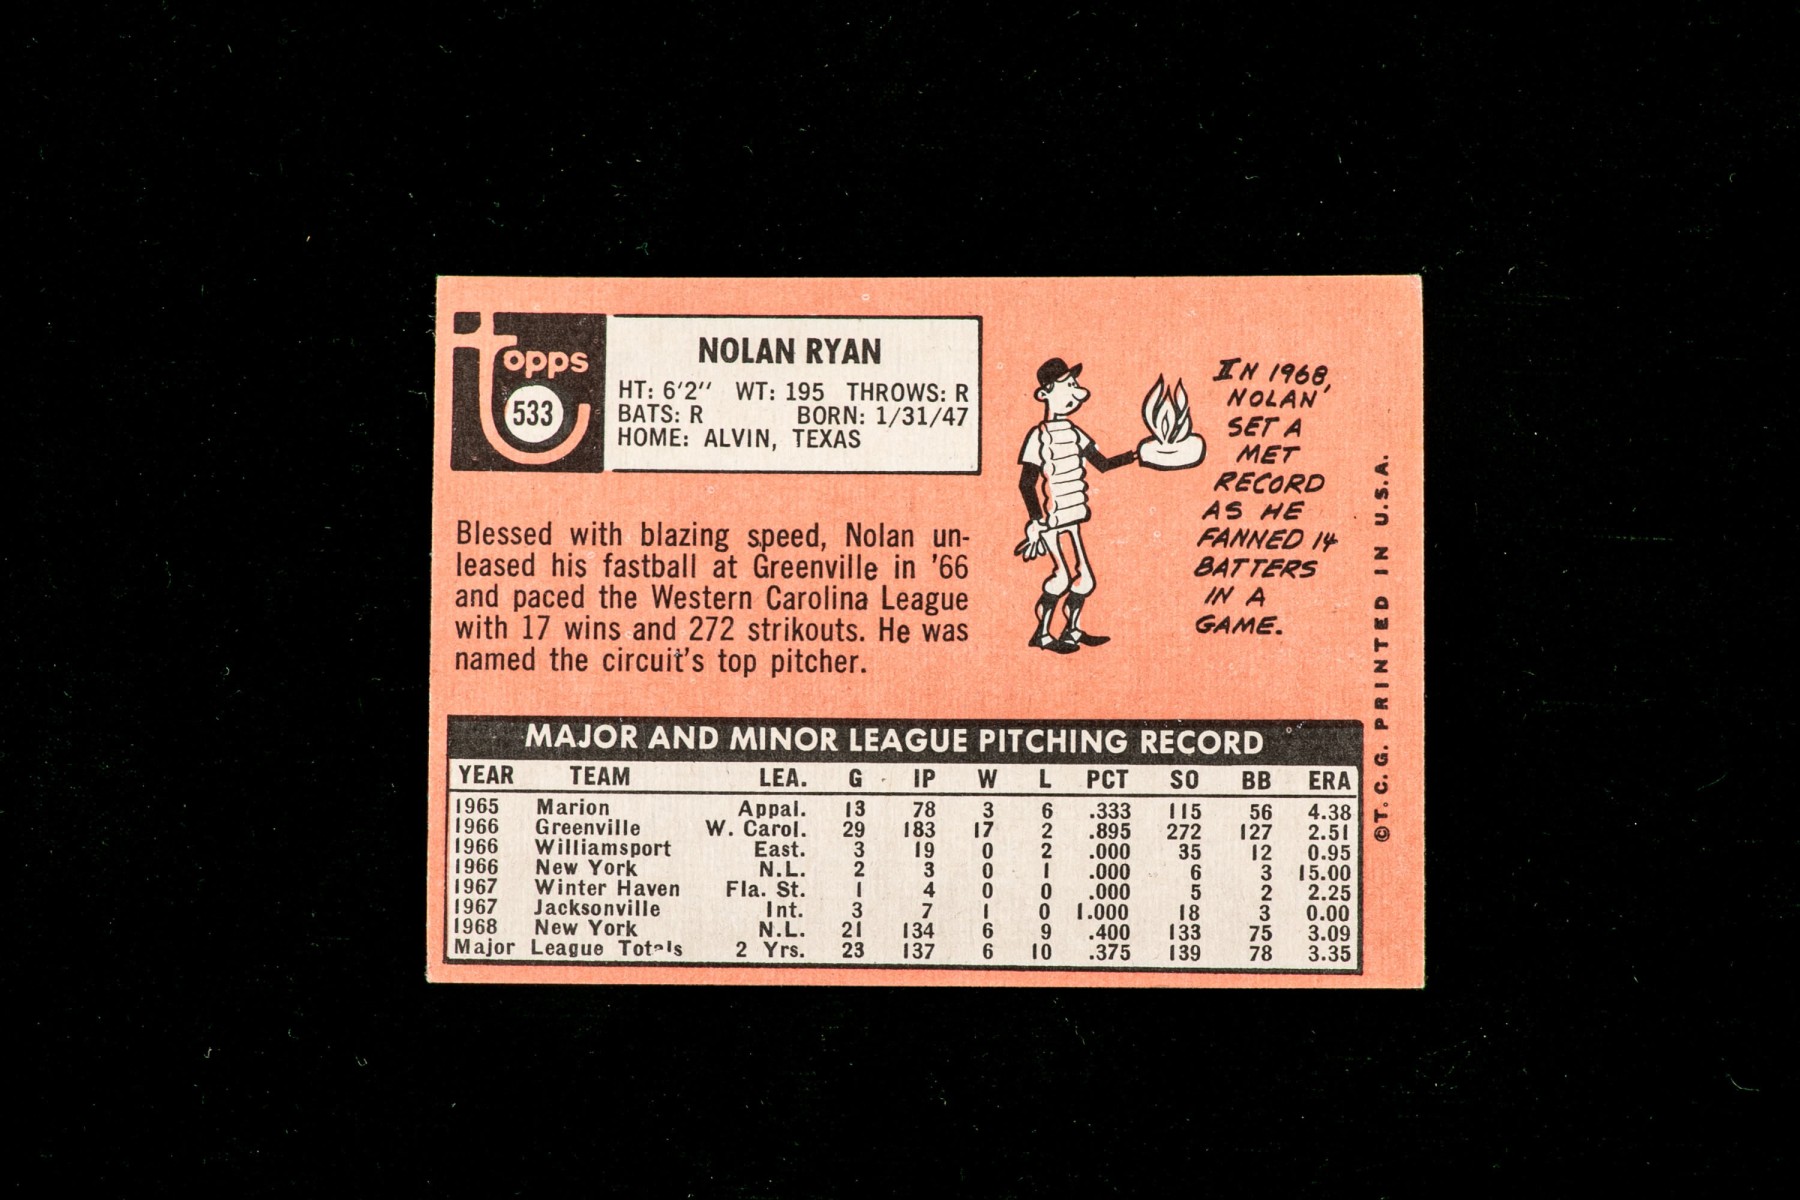 topps
533
NOLAN RYAN
HT: 6'2" WT: 195 THROWS: R
BATS: R BORN: 1/31/47
HOME: ALVIN, TEXAS
Blessed with blazing speed, Nolan un-
leased his fastball at Greenville in '66
and paced the Western Carolina League
with 17 wins and 272 strikouts. He was
named the circuit's top pitcher.
IN 1968,
NOLAN
SET A
MET
RECORD
AS HE
FANNED 14
BATTERS
IN A
GAME.
MAJOR AND MINOR LEAGUE PITCHING RECORD
YEAR TEAM LEA. G IP W L PCT SO BB ERA
1965 Marion Appal. 13 78 3 6 .333 115 56 4.38
1966 Greenville W. Carol. 29 183 17 2 .895 272 127 2.51
1966 Williamsport East. 3 19 0 2 .000 35 12 0.95
1966 New York N.L. 2 3 0 1 .000 6 3 15.00
1967 Winter Haven Fla. St. 1 4 0 0 .000 5 2 2.25
1967 Jacksonville Int. 3 7 1 0 1.000 18 3 0.00
1968 New York N.L. 21 134 6 9 .400 133 75 3.09
Major League Totals 2 Yrs. 23 137 6 10 .375 139 78 3.35
©T. C. G. PRINTED IN U.S.A.